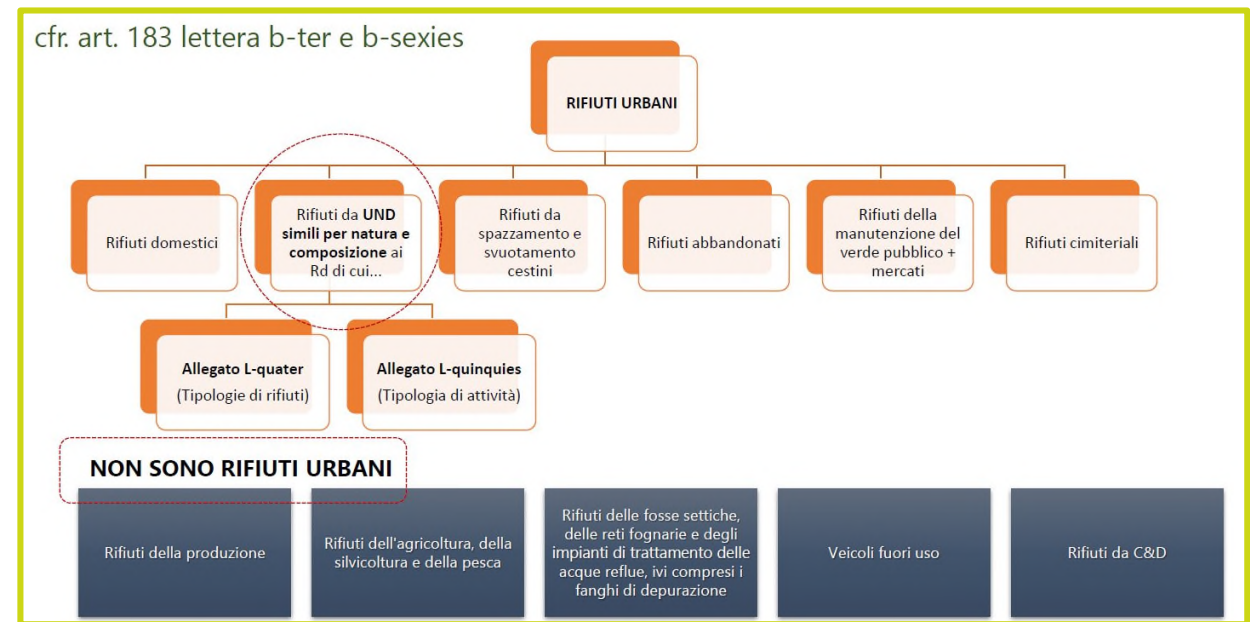 cfr. art. 183 lettera b-ter e b-sexies
RIFIUTI URBANI
Rifiuti domestici
Rifiuti da UND
simili per natura e
composizione ai
Rd di cui...
Rifiuti da
spazzamento e
svuotamento
cestini
Rifiuti abbandonati
Rifiuti della
manutenzione del
verde pubblico +
mercati
Rifiuti cimiteriali
Allegato L-quater
(Tipologie di rifiuti)
Allegato L-quinquies
(Tipologia di attività)
NON SONO RIFIUTI URBANI
Rifiuti della produzione
Rifiuti dell'agricoltura, della
silvicoltura e della pesca
Rifiuti delle fosse settiche,
delle reti fognarie e degli
impianti di trattamento delle
acque reflue, ivi compresi i
fanghi di depurazione
Veicoli fuori uso
Rifiuti da C&D